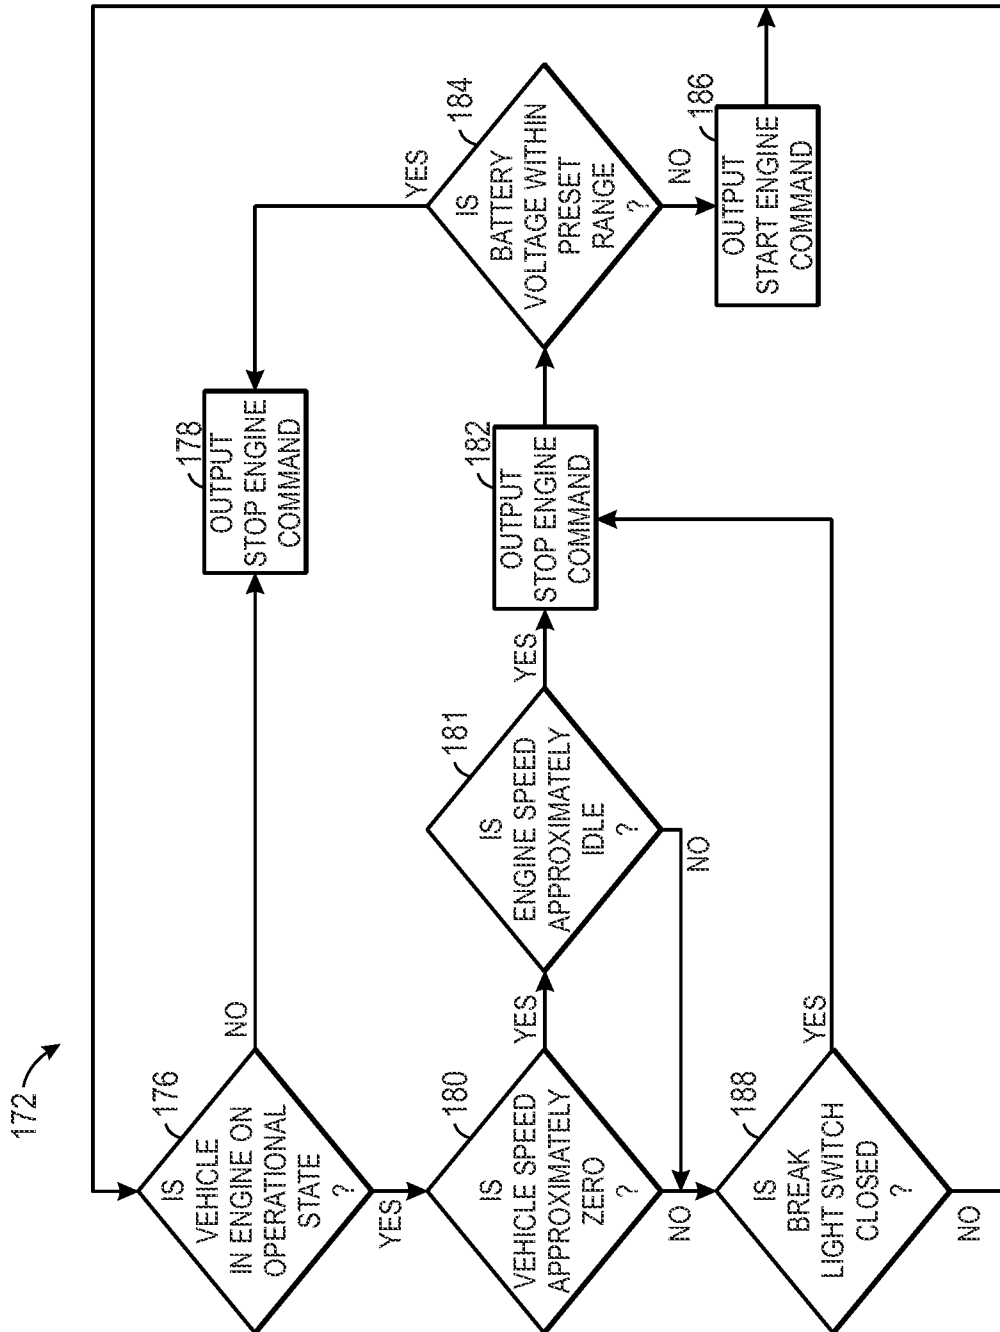 172
176
IS
VEHICLE
IN ENGINE ON
OPERATIONAL
STATE
?
NO
YES
178
OUTPUT
STOP ENGINE
COMMAND
180
IS
VEHICLE SPEED
APPROXIMATELY
ZERO
?
YES
NO
181
IS
ENGINE SPEED
APPROXIMATELY
IDLE
?
YES
NO
182
OUTPUT
STOP ENGINE
COMMAND
184
IS
BATTERY
VOLTAGE WITHIN
PRESET
RANGE
?
YES
NO
186
OUTPUT
START ENGINE
COMMAND
188
IS
BREAK
LIGHT SWITCH
CLOSED
?
YES
NO